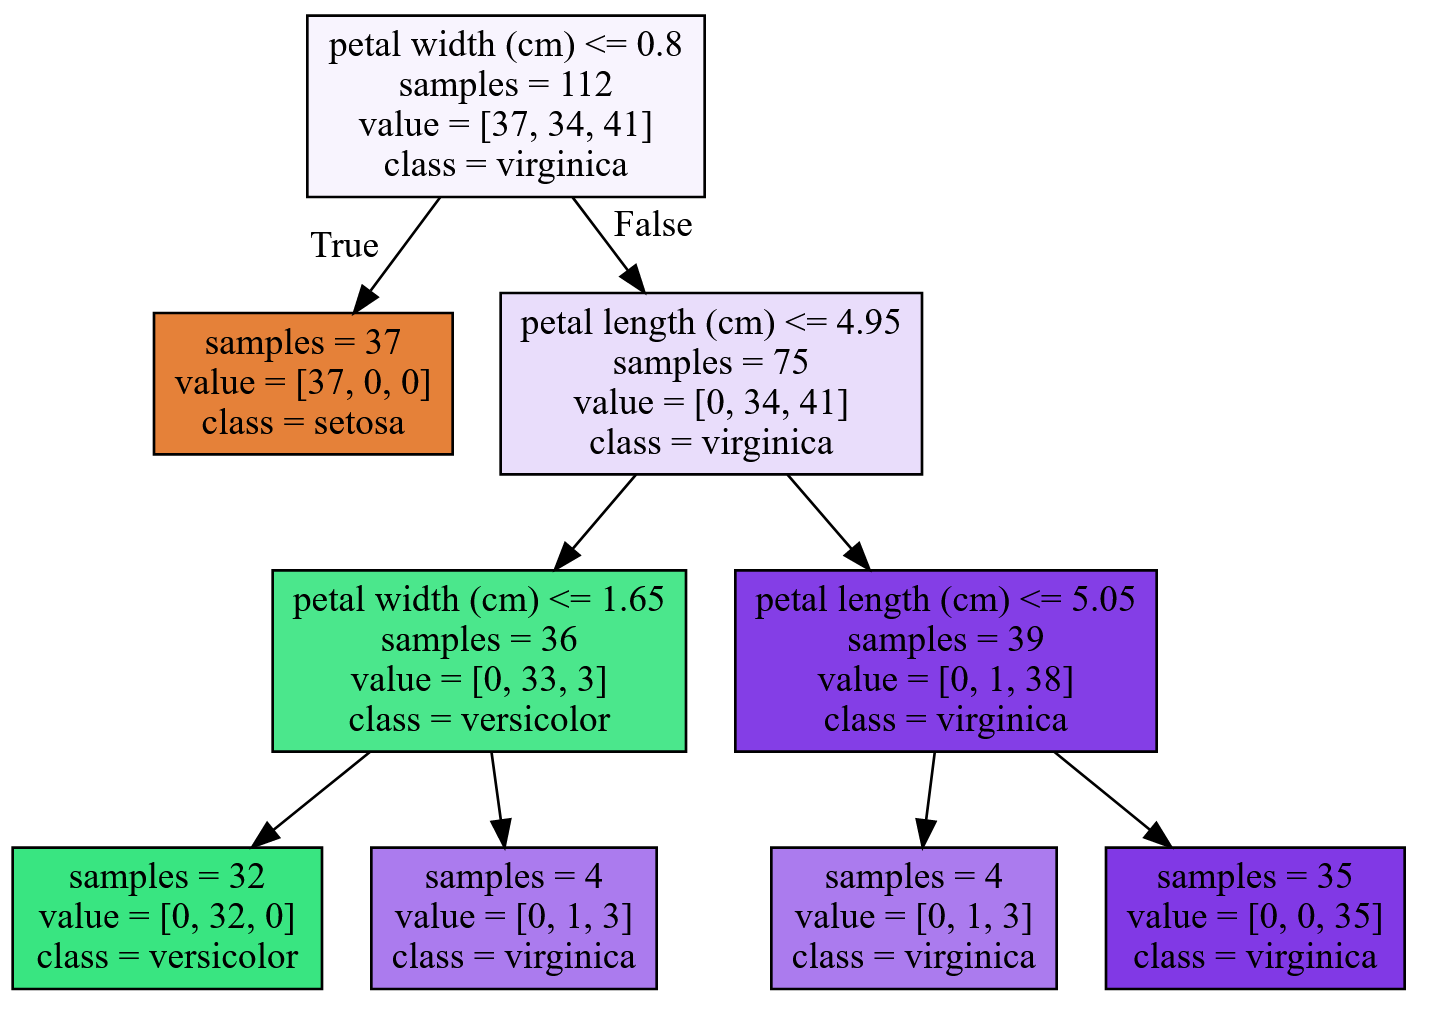 petal width (cm) <= 0.8
samples = 112
value = [37, 34, 41]
class = virginica
True
False
samples = 37
value = [37, 0, 0]
class = setosa
petal length (cm) <= 4.95
samples = 75
value = [0, 34, 41]
class = virginica
petal width (cm) <= 1.65
samples = 36
value = [0, 33, 3]
class = versicolor
petal length (cm) <= 5.05
samples = 39
value = [0, 1, 38]
class = virginica
samples = 32
value = [0, 32, 0]
class = versicolor
samples = 4
value = [0, 1, 3]
class = virginica
samples = 4
value = [0, 1, 3]
class = virginica
samples = 35
value = [0, 0, 35]
class = virginica